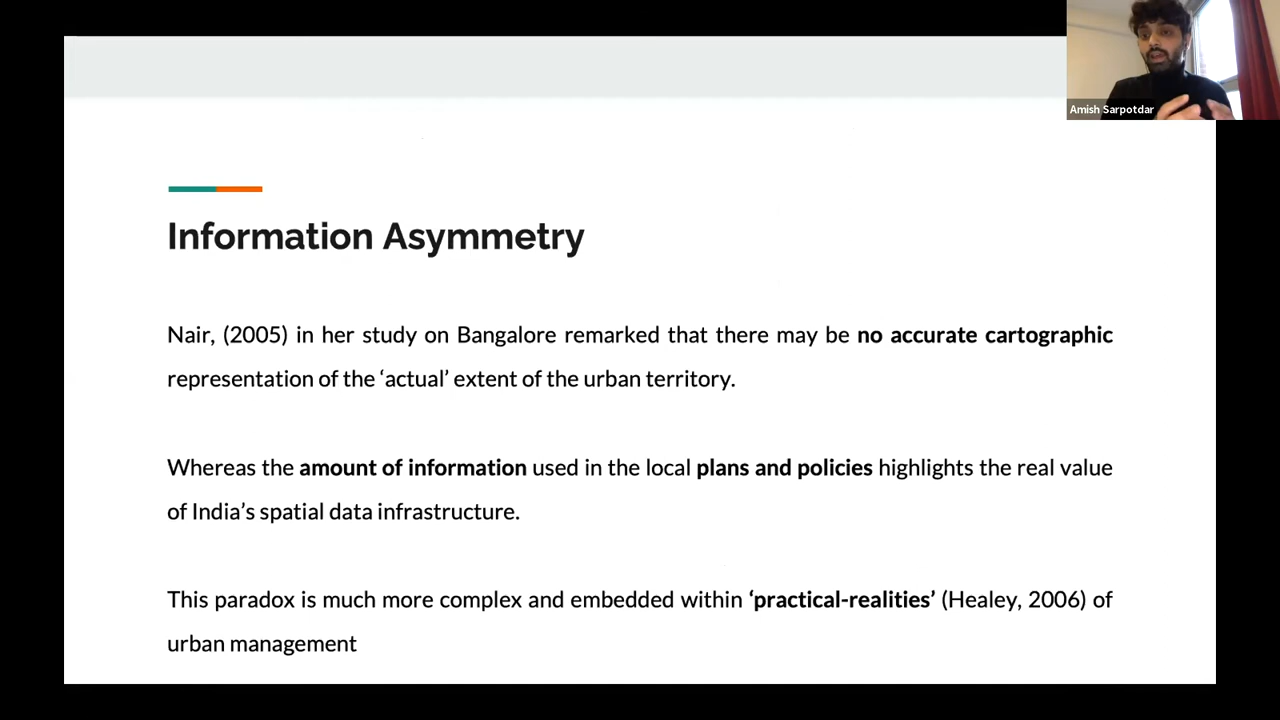 Amish Sarpotdar
Information Asymmetry
Nair, (2005) in her study on Bangalore remarked that there may be no accurate cartographic
representation of the ‘actual’ extent of the urban territory.
Whereas the amount of information used in the local plans and policies highlights the real value
of India’s spatial data infrastructure.
This paradox is much more complex and embedded within ‘practical-realities’ (Healey, 2006) of
urban management